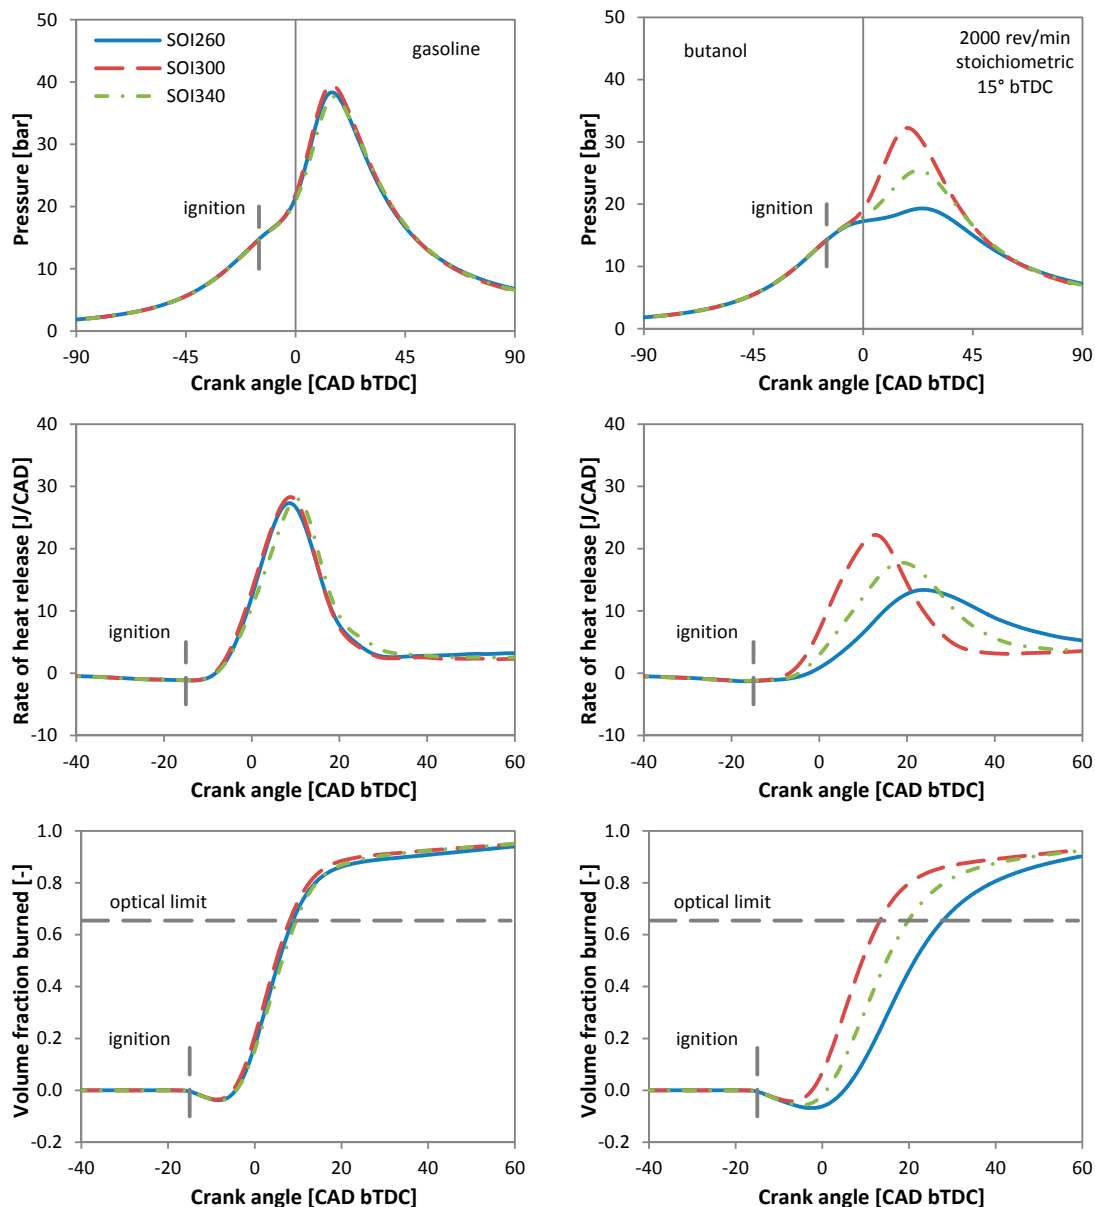 50
40
30
20
10
0
Pressure [bar]
SOI260
SOI300
SOI340
gasoline
ignition
-90
-45
0
45
90
Crank angle [CAD bTDC]
50
40
30
20
10
0
Pressure [bar]
butanol
2000 rev/min
stoichiometric
15° bTDC
ignition
-90
-45
0
45
90
Crank angle [CAD bTDC]
40
30
20
10
0
-10
Rate of heat release [J/CAD]
ignition
-40
-20
0
20
40
60
Crank angle [CAD bTDC]
40
30
20
10
0
-10
Rate of heat release [J/CAD]
ignition
-40
-20
0
20
40
60
Crank angle [CAD bTDC]
1.0
0.8
0.6
0.4
0.2
0.0
-0.2
Volume fraction burned [-]
optical limit
ignition
-40
-20
0
20
40
60
Crank angle [CAD bTDC]
1.0
0.8
0.6
0.4
0.2
0.0
-0.2
Volume fraction burned [-]
optical limit
ignition
-40
-20
0
20
40
60
Crank angle [CAD bTDC]